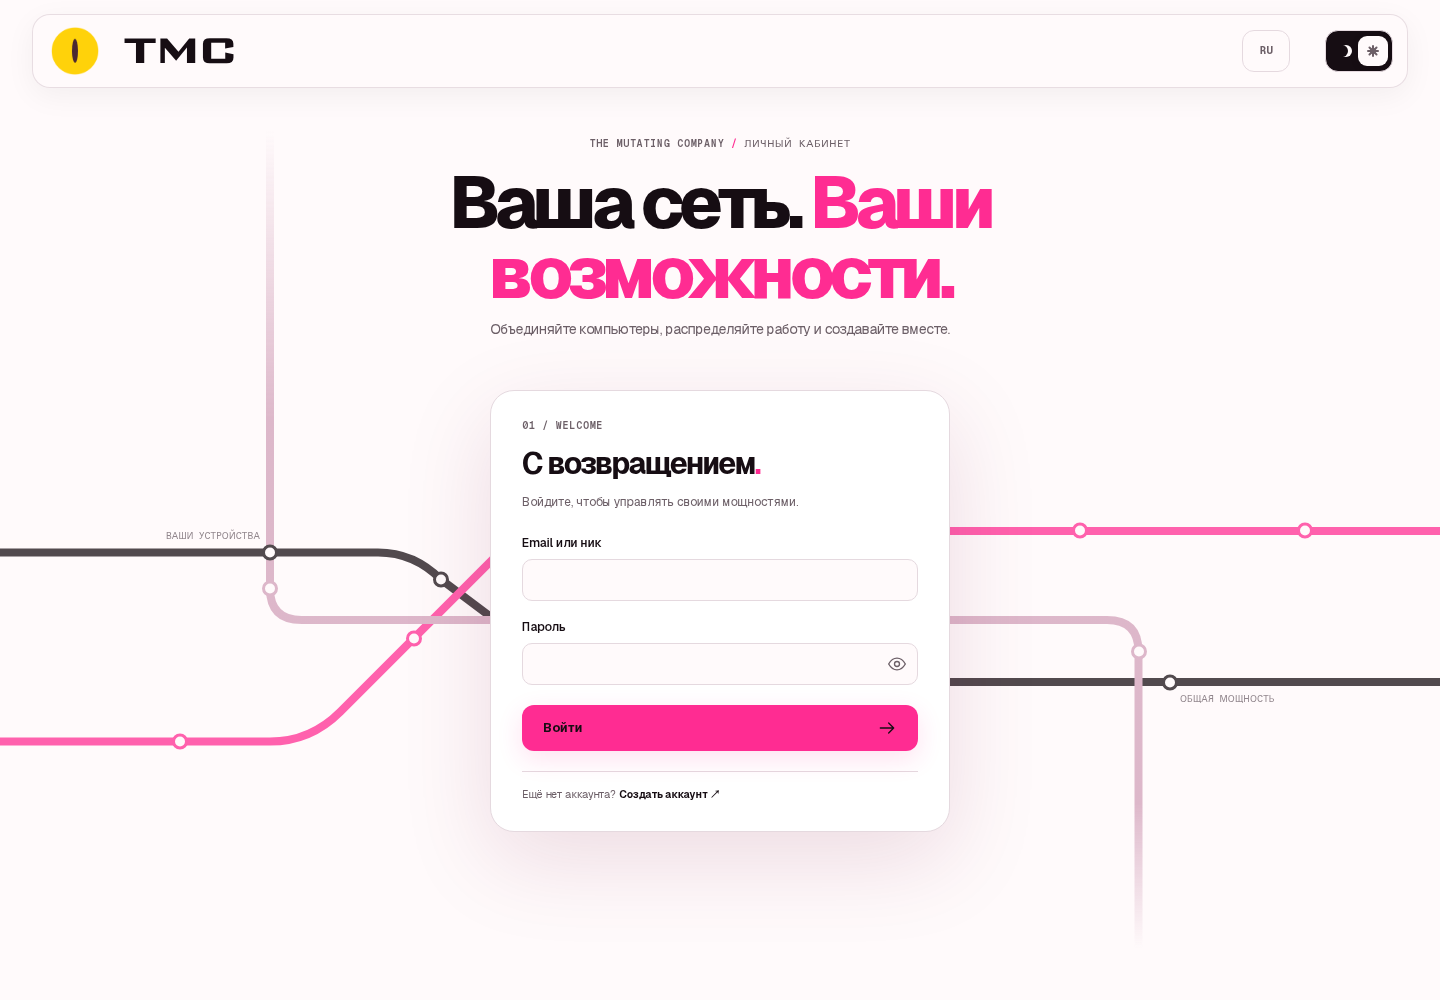 TMC
RU
THE MUTATING COMPANY / ЛИЧНЫЙ КАБИНЕТ
Ваша сеть. Ваши
возможности.
Объединяйте компьютеры, распределяйте работу и создавайте вместе.
01 / WELCOME
С возвращением.
Войдите, чтобы управлять своими мощностями.
ВАШИ УСТРОЙСТВА
Email или ник
Пароль
ОБЩАЯ МОЩНОСТЬ
Войти →
Ещё нет аккаунта? Создать аккаунт ↗